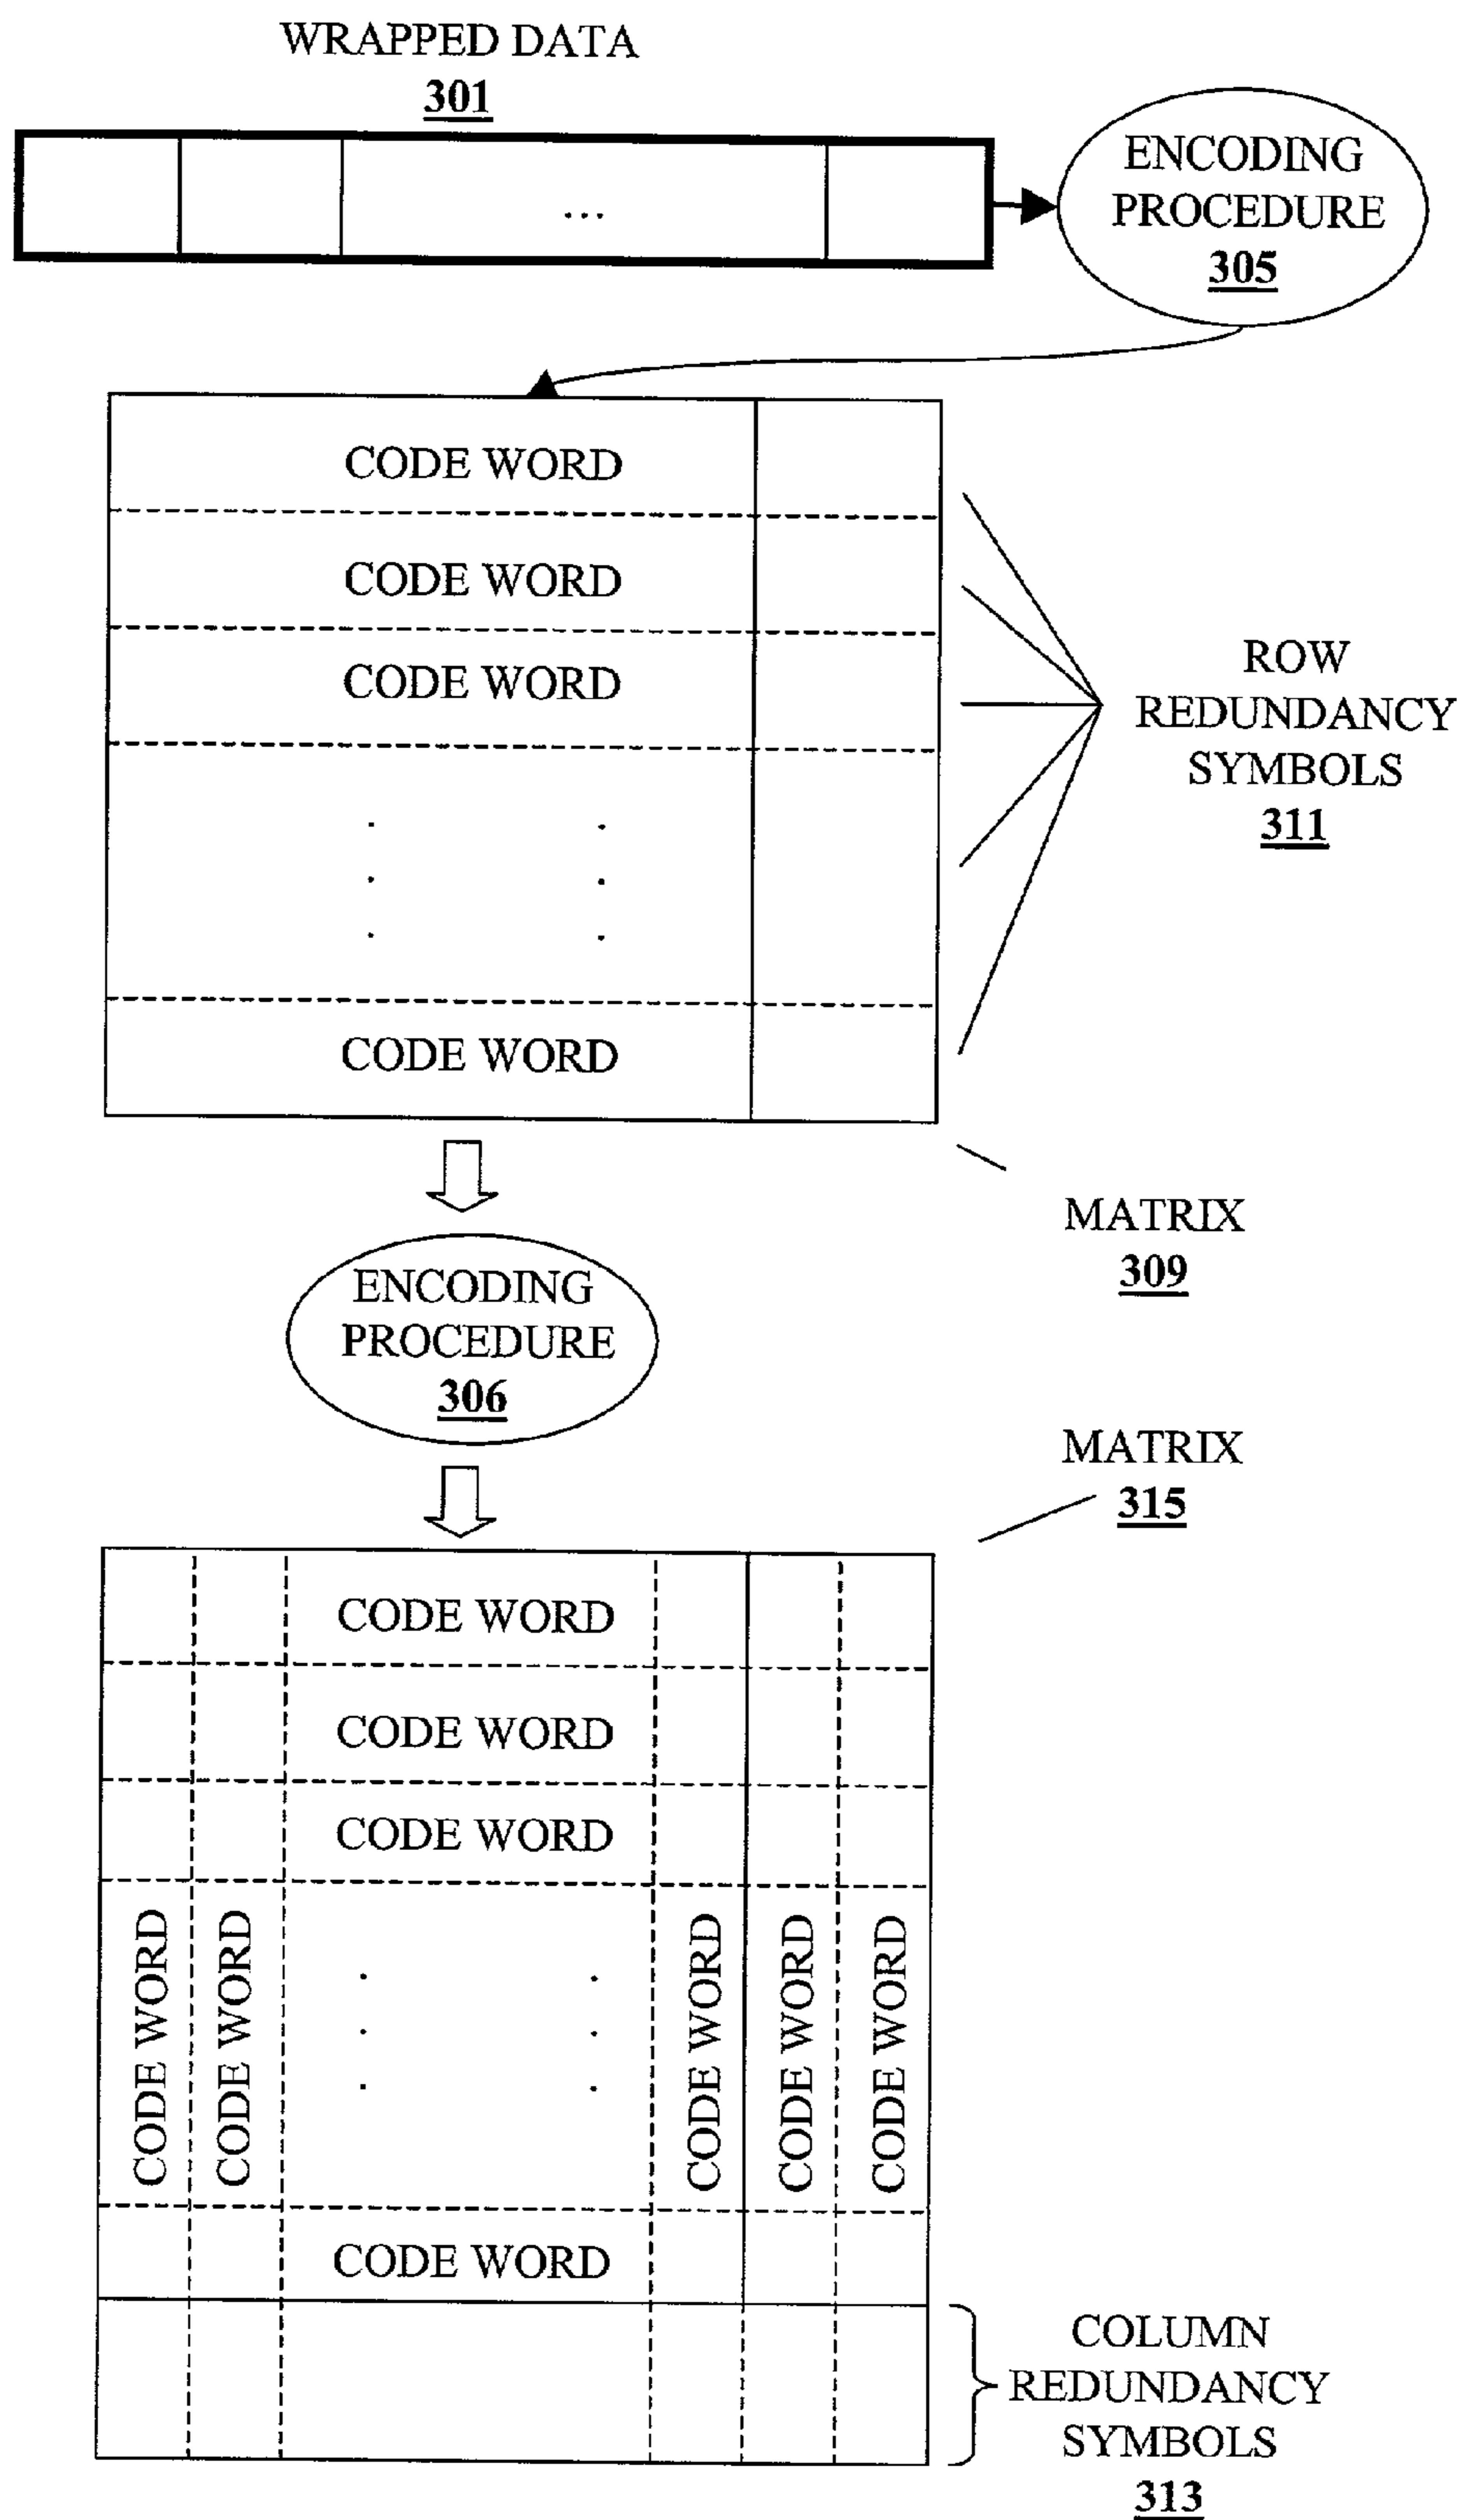 WRAPPED DATA
301
...
ENCODING
PROCEDURE
305
CODE WORD
CODE WORD
CODE WORD
CODE WORD
ROW
REDUNDANCY
SYMBOLS
311
MATRIX
309
ENCODING
PROCEDURE
306
MATRIX
315
CODE WORD
CODE WORD
CODE WORD
CODE WORD
CODE WORD
CODE WORD
CODE WORD
CODE WORD
CODE WORD
COLUMN
REDUNDANCY
SYMBOLS
313